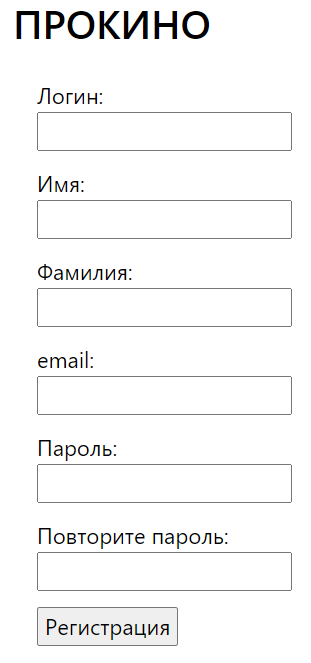 ПРОКИНО
Логин:
Имя:
Фамилия:
email:
Пароль:
Повторите пароль:
Регистрация